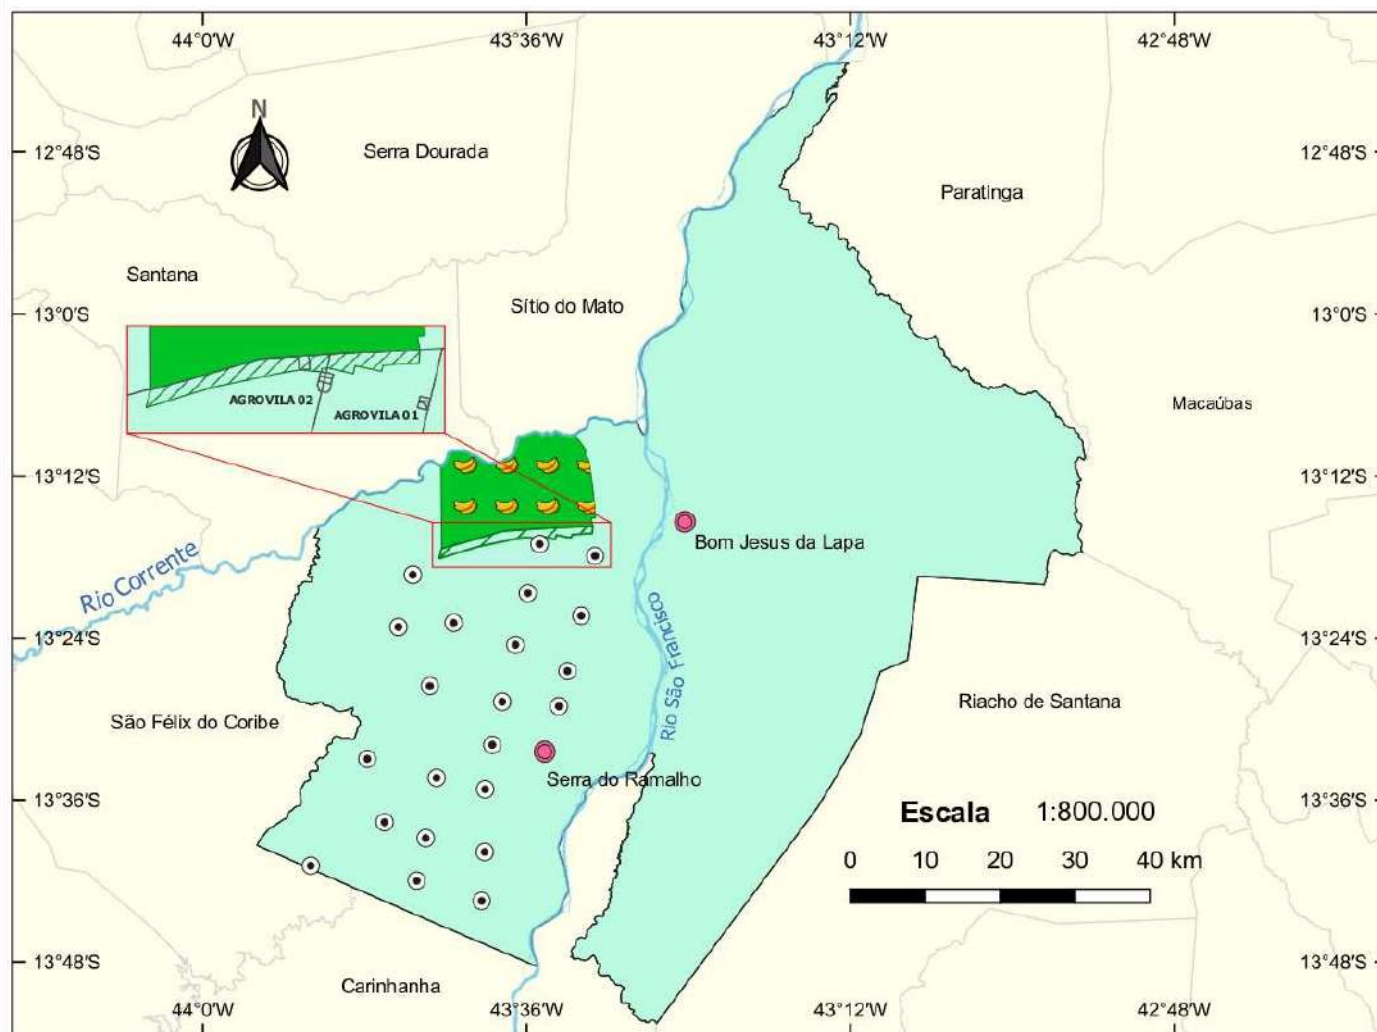 44°0'W 43°36'W 43°12'W 42°48'W
N
Serra Dourada
12°48'S 12°48'S
Paratinga
Santana
Sítio do Mato
13°0'S 13°0'S
AGROVILA 02
AGROVILA 01
Macaúbas
13°12'S 13°12'S
Bom Jesus da Lapa
Rio Corrente
Rio São Francisco
13°24'S 13°24'S
São Félix do Coribe
Riacho de Santana
Serra do Ramalho
13°36'S 13°36'S
Escala 1:800.000
0 10 20 30 40 km
13°48'S 13°48'S
Carinhanha
44°0'W 43°36'W 43°12'W 42°48'W